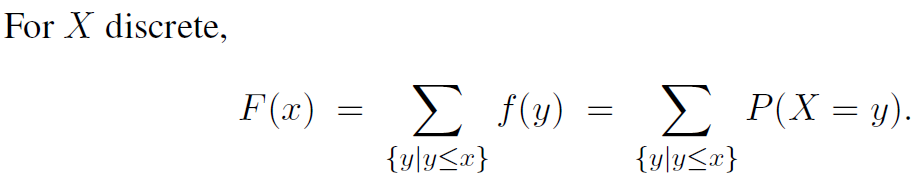 For X discrete,
F(x) = ∑ f(y) = ∑ P(X = y).
{y|y≤x} {y|y≤x}